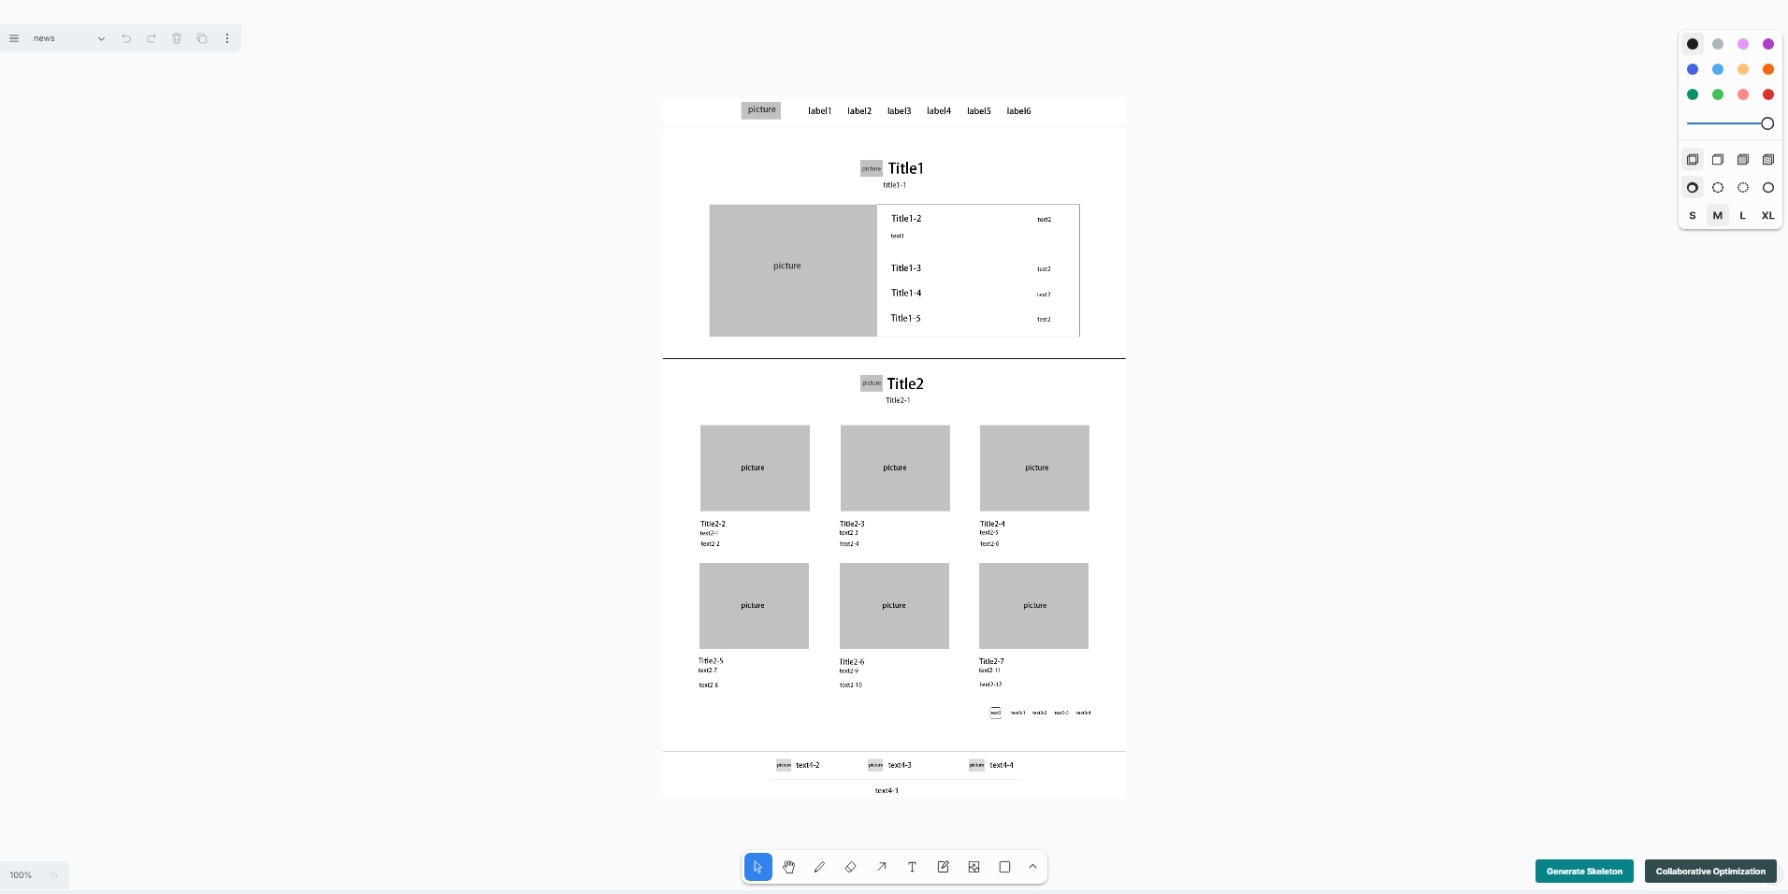 news
picture label1 label2 label3 label4 label5 label6
picture Title1
title1-1
picture
Title1-2 text2
text1
Title1-3 text2
Title1-4 text2
Title1-5 text2
picture Title2
Title2-1
picture picture picture
Title2-2 Title2-3 Title2-4
text2-1 text2-3 text2-5
text2-2 text2-4 text2-6
picture picture picture
Title2-5 Title2-6 Title2-7
text2-7 text2-9 text2-11
text2-8 text2-10 text2-12
text3 text3-1 text3-2 text3-3 text3-4
picture text4-2 picture text4-3 picture text4-4
text4-1
S M L XL
100%
T
Generate Skeleton Collaborative Optimization